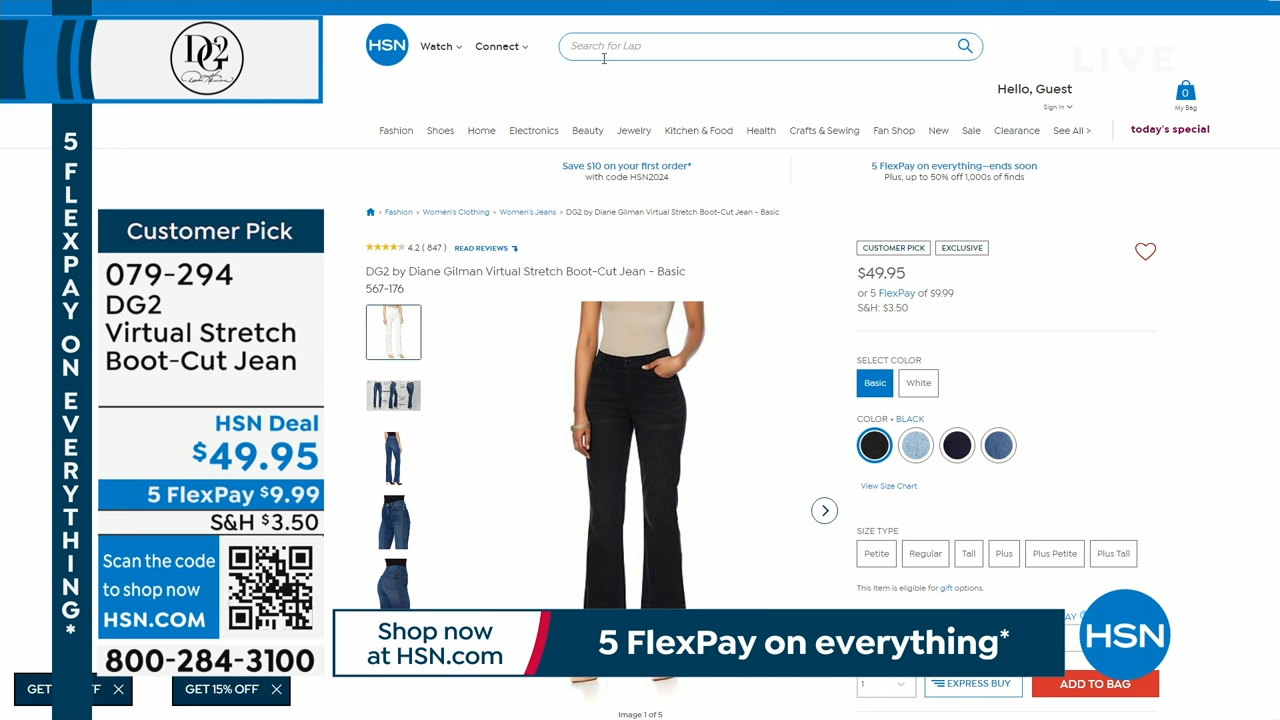 DG2
HSN
Watch
Connect
Search for Lap
LIVE
Hello, Guest
Sign In
0
My Bag
Fashion Shoes Home Electronics Beauty Jewelry Kitchen & Food Health Crafts & Sewing Fan Shop New Sale Clearance See All >
today's special
Save $10 on your first order*
with code HSN2024
5 FlexPay on everything—ends soon
Plus, up to 50% off 1,000s of finds
5 FLEXPAY ON EVERYTHING*
> Fashion > Women's Clothing > Women's Jeans > DG2 by Diane Gilman Virtual Stretch Boot-Cut Jean - Basic
4.2 ( 847 ) READ REVIEWS
DG2 by Diane Gilman Virtual Stretch Boot-Cut Jean - Basic
567-176
CUSTOMER PICK EXCLUSIVE
$49.95
or 5 FlexPay of $9.99
S&H: $3.50
SELECT COLOR
Basic White
COLOR • BLACK
View Size Chart
SIZE TYPE
Petite Regular Tall Plus Plus Petite Plus Tall
This item is eligible for gift options.
Customer Pick
079-294
DG2
Virtual Stretch
Boot-Cut Jean
HSN Deal
$49.95
5 FlexPay $9.99
S&H $3.50
Scan the code
to shop now
HSN.COM
800-284-3100
Shop now
at HSN.com
5 FlexPay on everything*
HSN
GET
GET 15% OFF
1
EXPRESS BUY
ADD TO BAG
Image 1 of 5